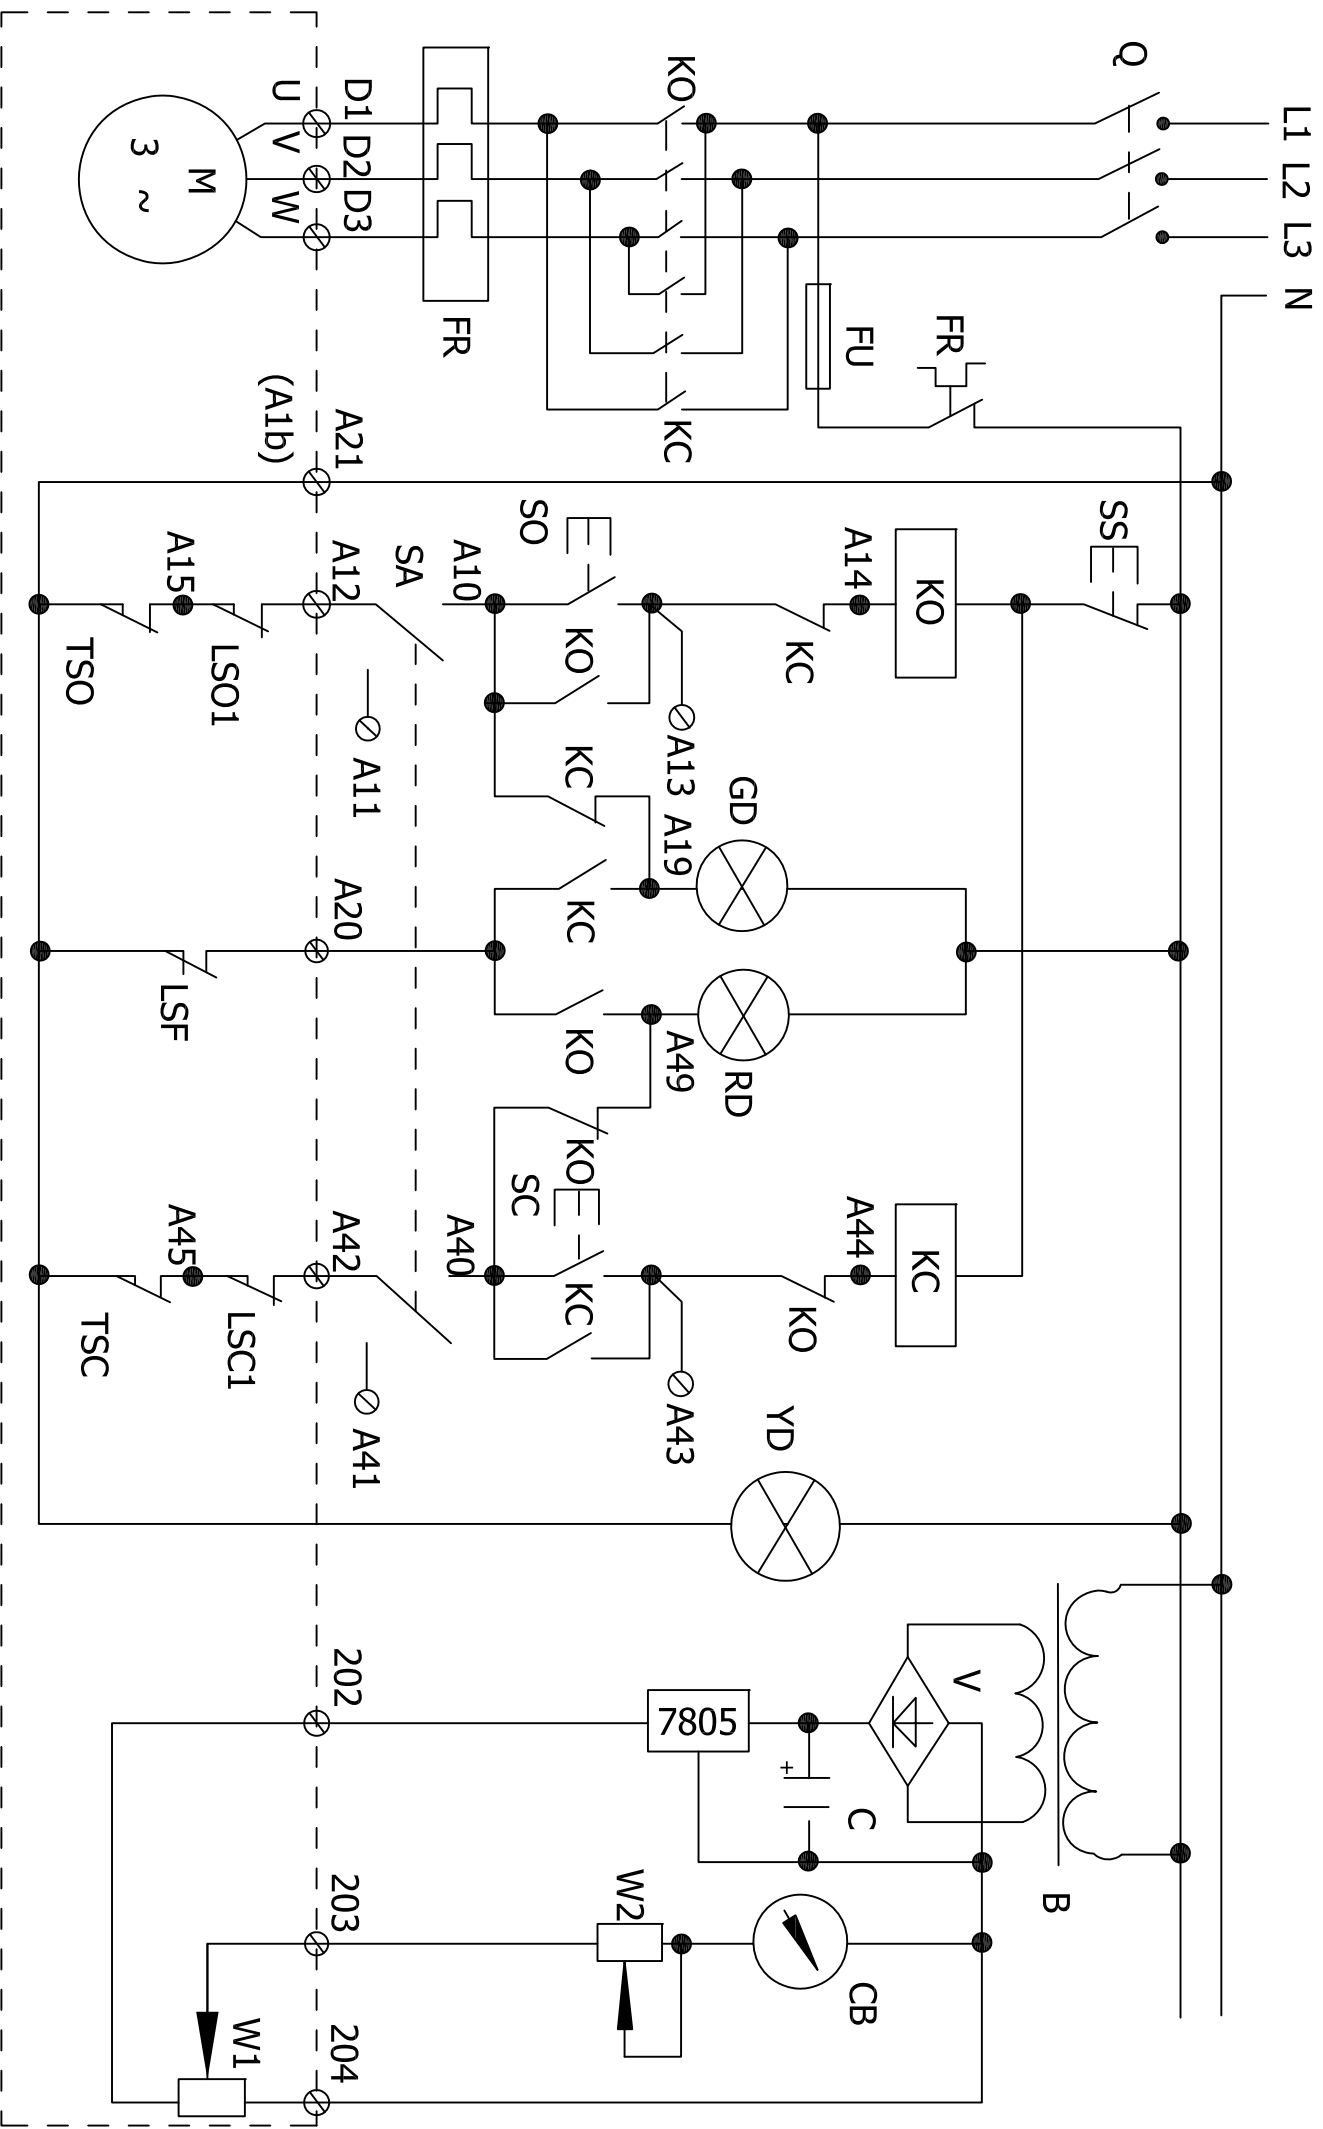 L1
L2
L3
N
Q
SS
B
FR
V
KO
KC
FU
A14
A44
C
CB
KC
KO
YD
GD
RD
7805
+
KO
KC
A13
A19
A49
A43
W2
KO
KC
KC
KO
KO
KC
SO
SC
FR
A10
A40
SA
D1
D2
D3
A21
A12
A11
A20
A42
A41
202
203
204
U
V
W
(A1b)
LSO1
LSC1
W1
M
3 ~
A15
LSF
A45
TSO
TSC